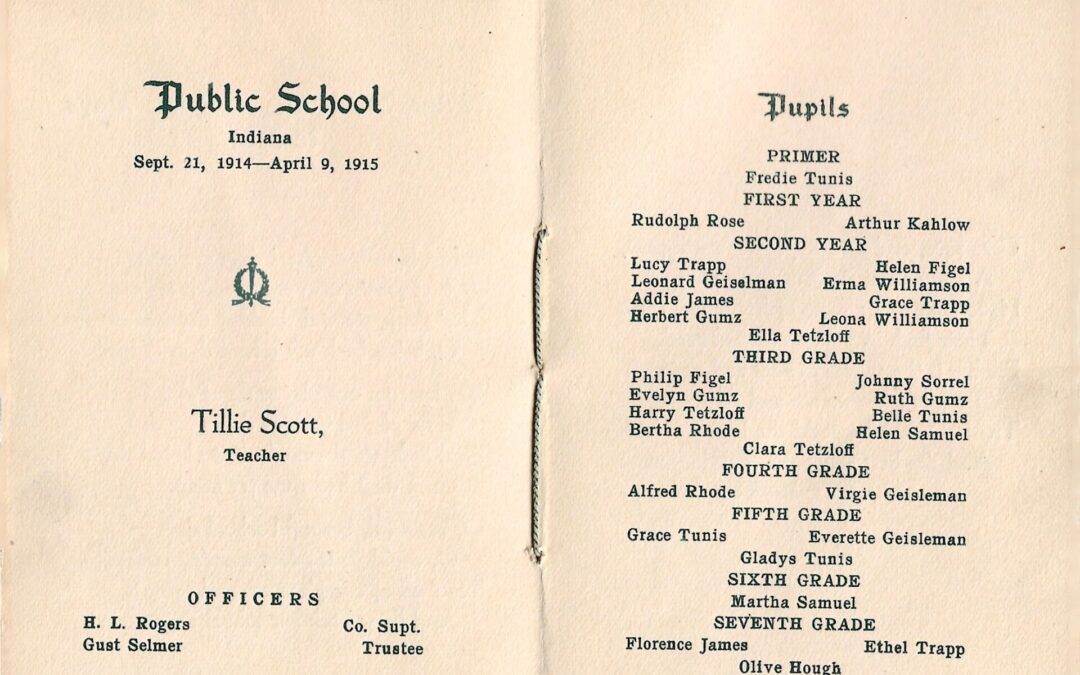 Public School
Indiana
Sept. 21, 1914—April 9, 1915
Tillie Scott,
Teacher
OFFICERS
H. L. Rogers Co. Supt.
Gust Selmer Trustee
Pupils
PRIMER
Fredie Tunis
FIRST YEAR
Rudolph Rose Arthur Kahlow
SECOND YEAR
Lucy Trapp Helen Figel
Leonard Geiselman Erma Williamson
Addie James Grace Trapp
Herbert Gumz Leona Williamson
Ella Tetzloff
THIRD GRADE
Philip Figel Johnny Sorrel
Evelyn Gumz Ruth Gumz
Harry Tetzloff Belle Tunis
Bertha Rhode Helen Samuel
Clara Tetzloff
FOURTH GRADE
Alfred Rhode Virgie Geisleman
FIFTH GRADE
Grace Tunis Everette Geisleman
Gladys Tunis
SIXTH GRADE
Martha Samuel
SEVENTH GRADE
Florence James Ethel Trapp
Olive Hough